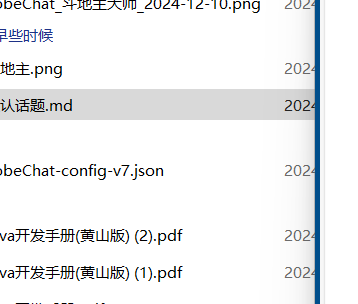 obeChat_斗地主大师_2024-12-10.png 2024
早些时候
地主.png 2024
认话题.md 2024
obeChat-config-v7.json 2024
va开发手册(黄山版) (2).pdf 2024
va开发手册(黄山版) (1).pdf 2024